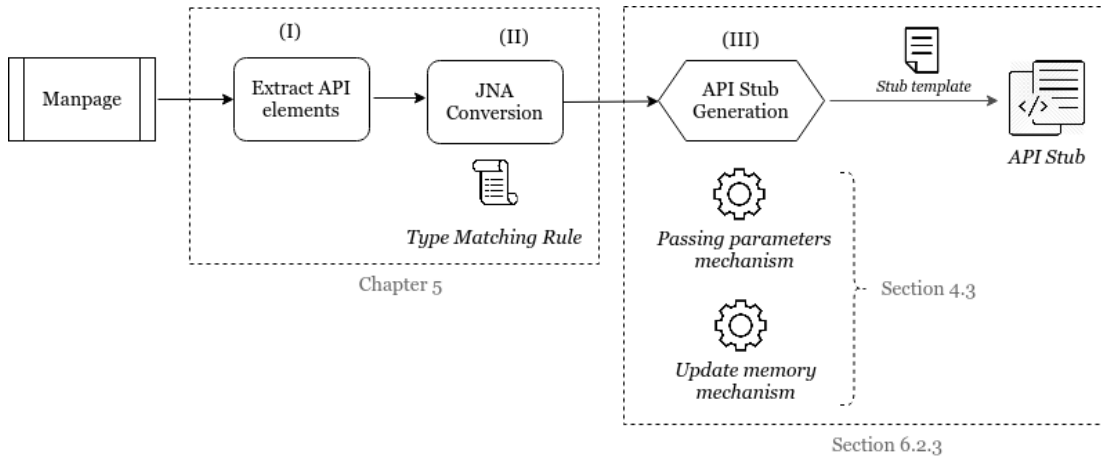 (I)
(II)
(III)
Manpage
Extract API
elements
JNA
Conversion
API Stub
Generation
Stub template
</>
API Stub
Type Matching Rule
Passing parameters
mechanism
Chapter 5
Section 4.3
Update memory
mechanism
Section 6.2.3